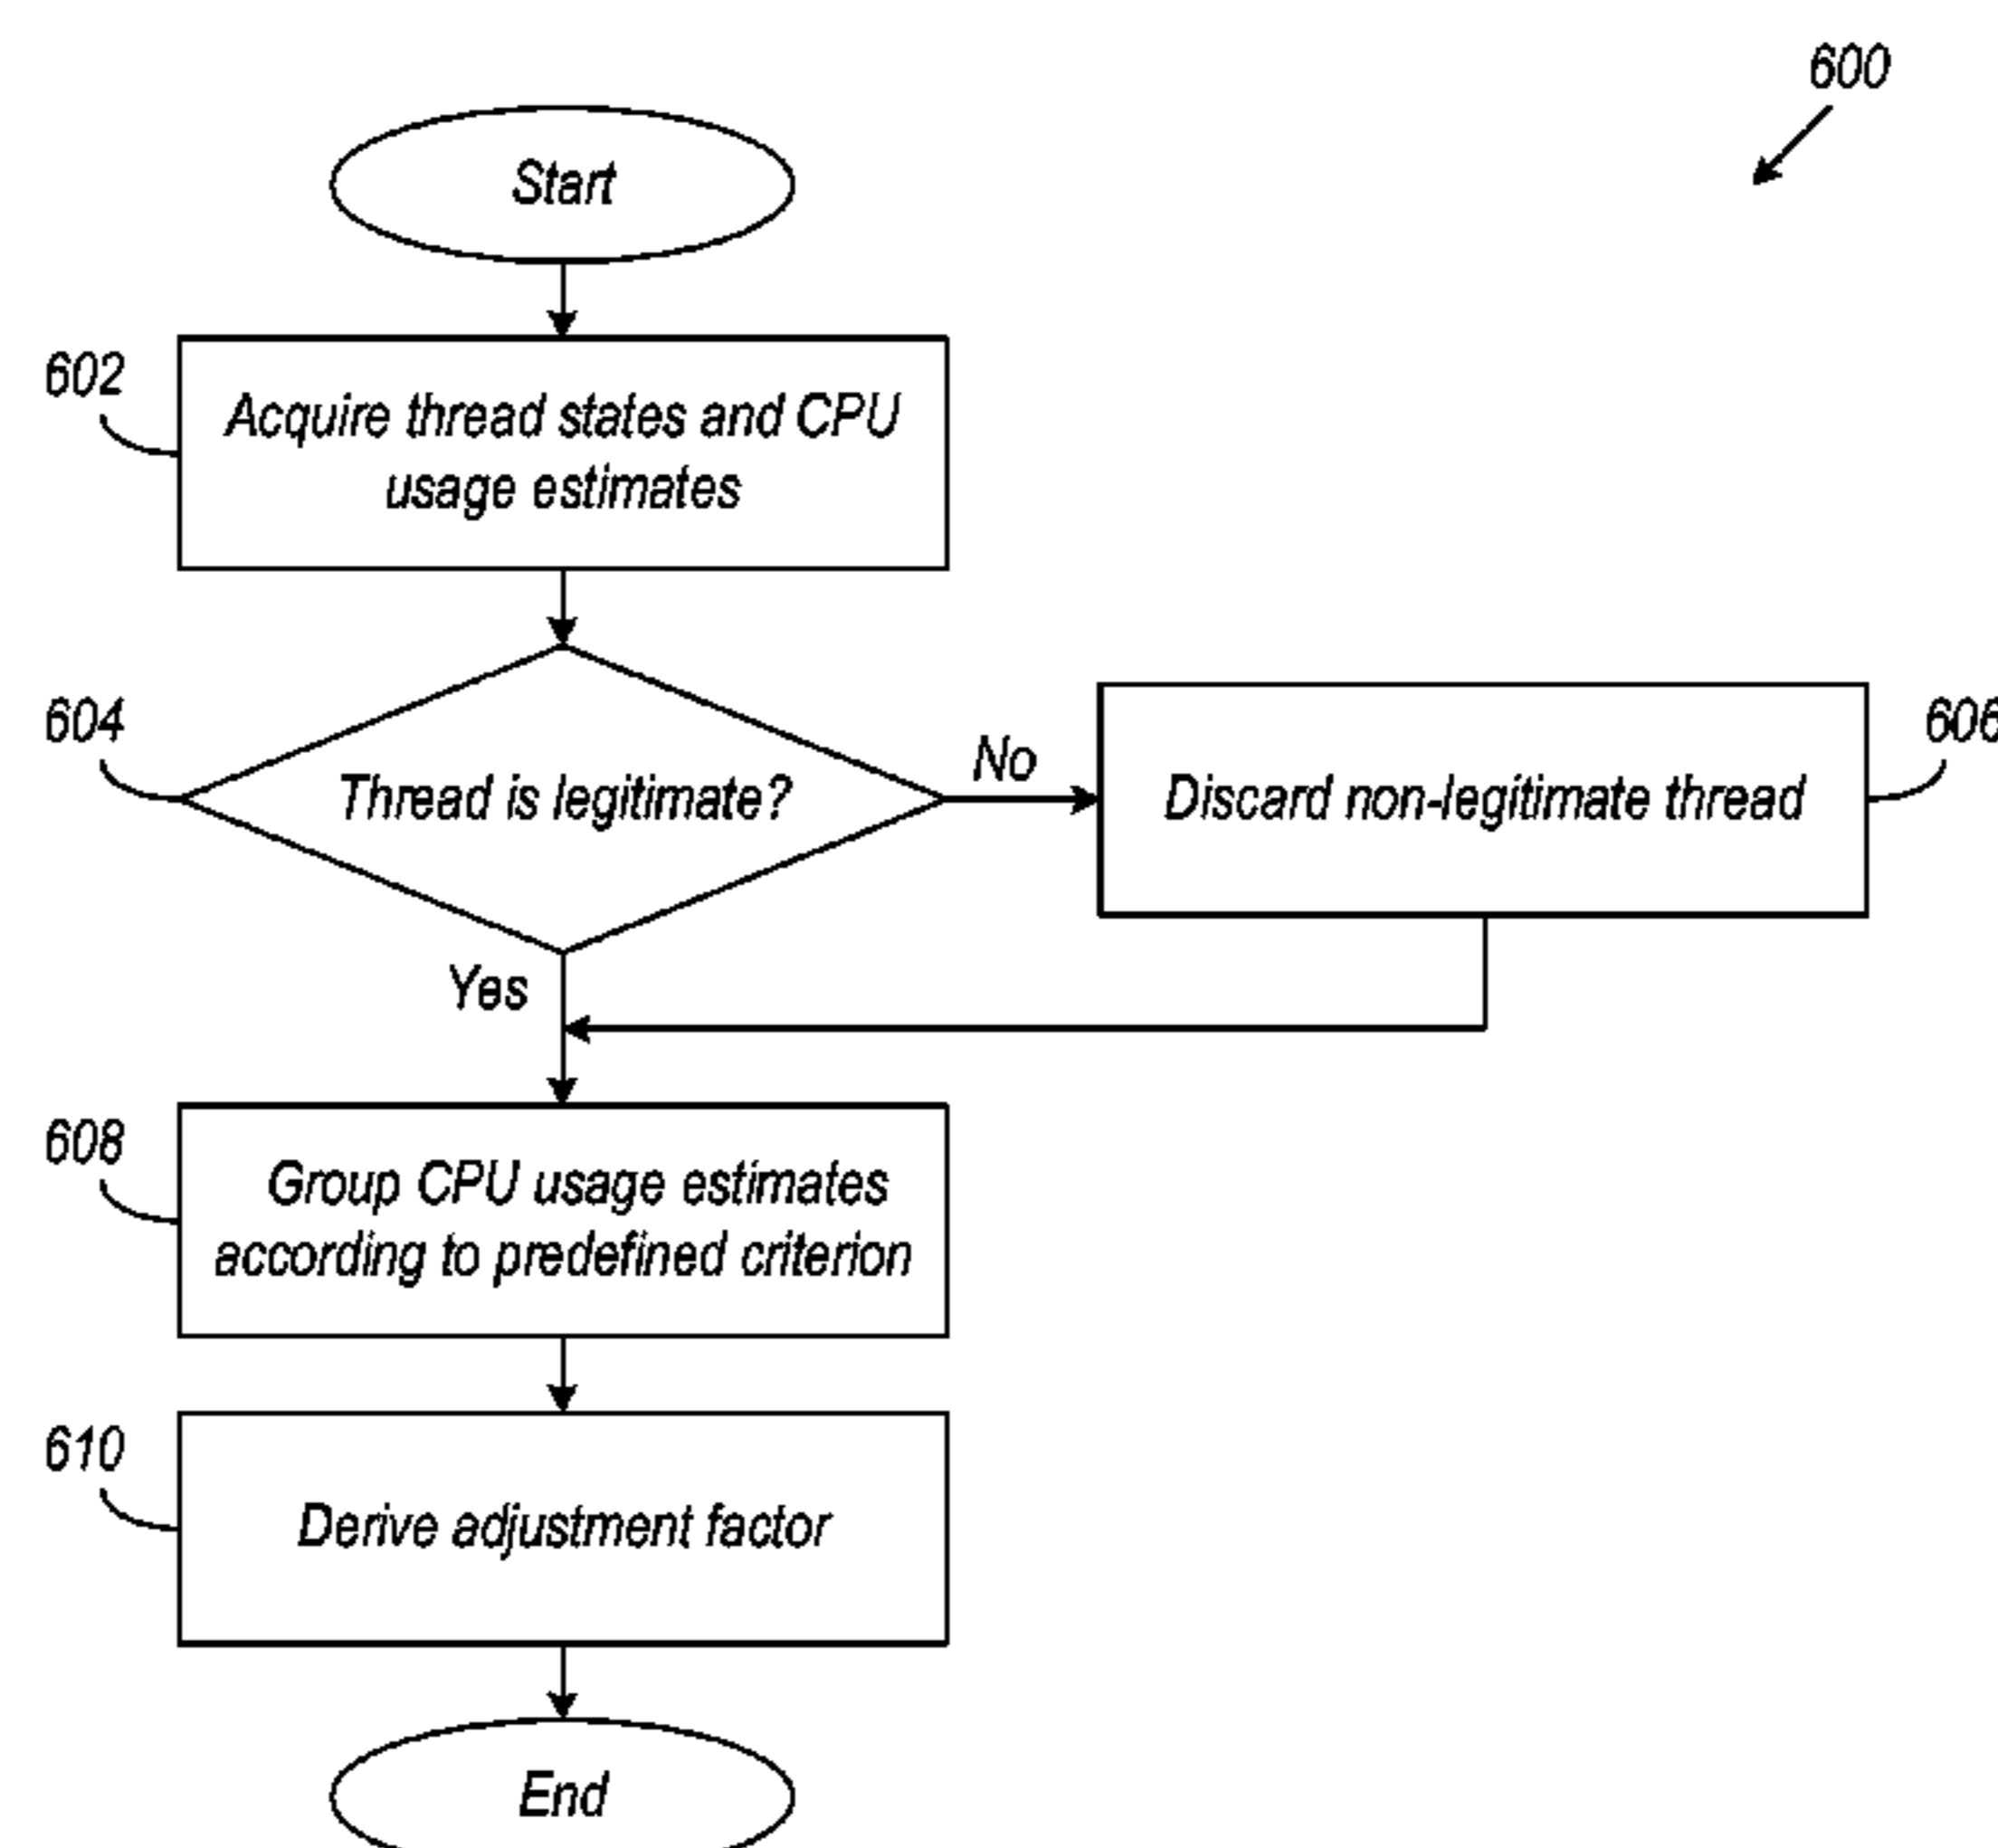 600
Start
602
Acquire thread states and CPU
usage estimates
604
Thread is legitimate?
No
Discard non-legitimate thread
606
Yes
608
Group CPU usage estimates
according to predefined criterion
610
Derive adjustment factor
End